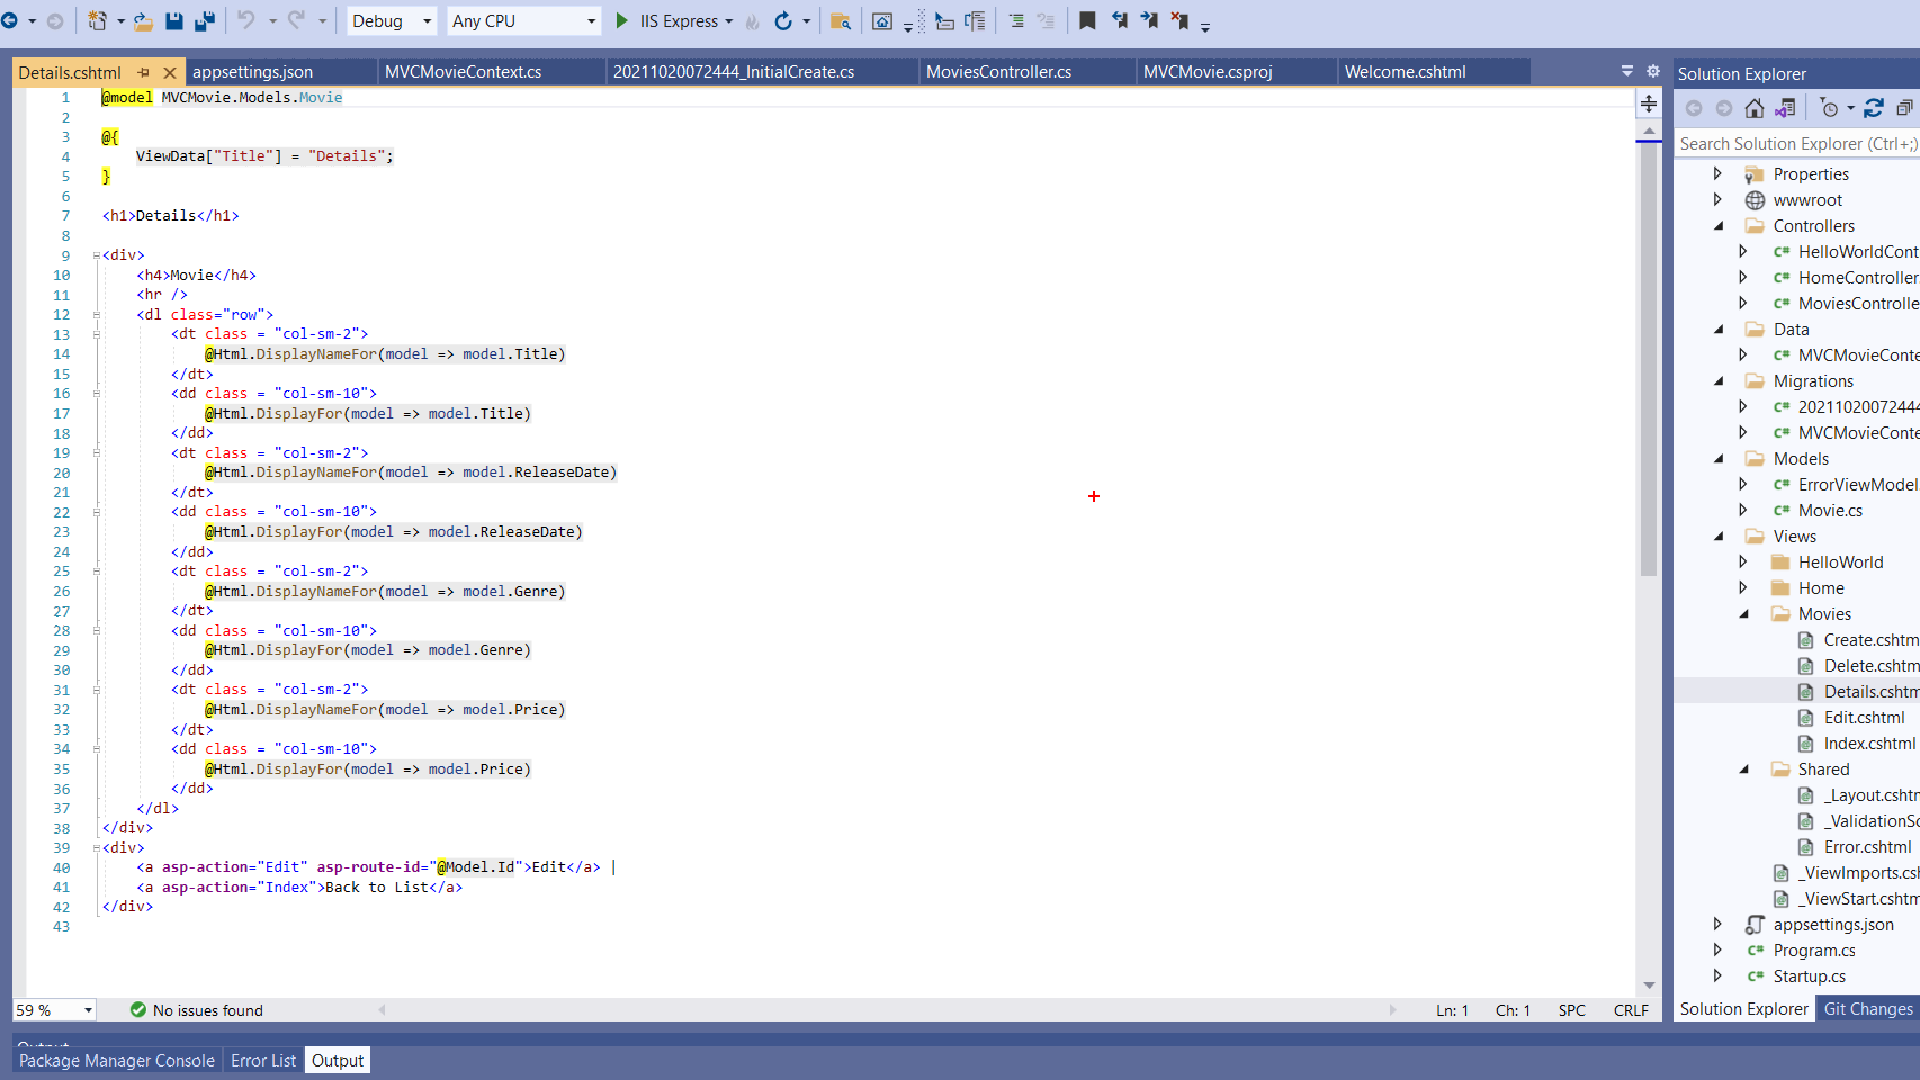 Debug Any CPU IIS Express
Details.cshtml appsettings.json MVCMovieContext.cs 20211020072444_InitialCreate.cs MoviesController.cs MVCMovie.csproj Welcome.cshtml
1 @model MVCMovie.Models.Movie
2
3 @{
4 ViewData["Title"] = "Details";
5 }
6
7 <h1>Details</h1>
8
9 <div>
10 <h4>Movie</h4>
11 <hr />
12 <dl class="row">
13 <dt class = "col-sm-2">
14 @Html.DisplayNameFor(model => model.Title)
15 </dt>
16 <dd class = "col-sm-10">
17 @Html.DisplayFor(model => model.Title)
18 </dd>
19 <dt class = "col-sm-2">
20 @Html.DisplayNameFor(model => model.ReleaseDate)
21 </dt>
22 <dd class = "col-sm-10">
23 @Html.DisplayFor(model => model.ReleaseDate)
24 </dd>
25 <dt class = "col-sm-2">
26 @Html.DisplayNameFor(model => model.Genre)
27 </dt>
28 <dd class = "col-sm-10">
29 @Html.DisplayFor(model => model.Genre)
30 </dd>
31 <dt class = "col-sm-2">
32 @Html.DisplayNameFor(model => model.Price)
33 </dt>
34 <dd class = "col-sm-10">
35 @Html.DisplayFor(model => model.Price)
36 </dd>
37 </dl>
38 </div>
39 <div>
40 <a asp-action="Edit" asp-route-id="@Model.Id">Edit</a> |
41 <a asp-action="Index">Back to List</a>
42 </div>
43
59 % No issues found Ln: 1 Ch: 1 SPC CRLF
Output
Package Manager Console Error List Output
Solution Explorer
Search Solution Explorer (Ctrl+;)
Properties
wwwroot
Controllers
C# HelloWorldCont
C# HomeController.
C# MoviesControlle
Data
C# MVCMovieConte
Migrations
C# 20211020072444
C# MVCMovieConte
Models
C# ErrorViewModel.
C# Movie.cs
Views
HelloWorld
Home
Movies
Create.cshtm
Delete.cshtm
Details.cshtm
Edit.cshtml
Index.cshtml
Shared
_Layout.cshtm
_ValidationSc
Error.cshtml
_ViewImports.csh
_ViewStart.cshtm
appsettings.json
C# Program.cs
C# Startup.cs
Solution Explorer Git Changes